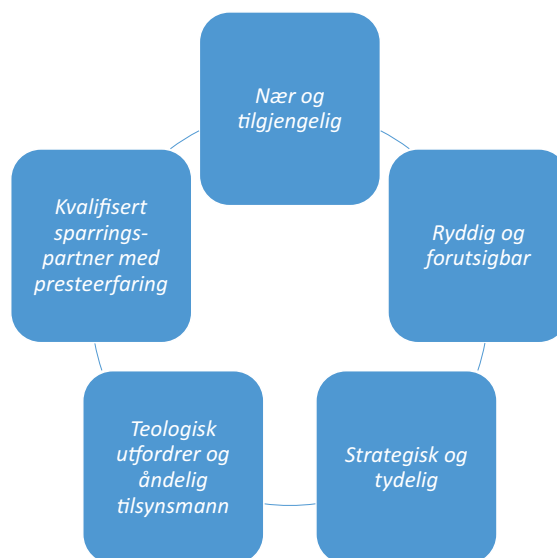 Nær og
tilgjengelig
Ryddig og
forutsigbar
Strategisk og
tydelig
Teologisk
utfordrer og
åndelig
tilsynsmann
Kvalifisert
sparrings-
partner med
presteerfaring